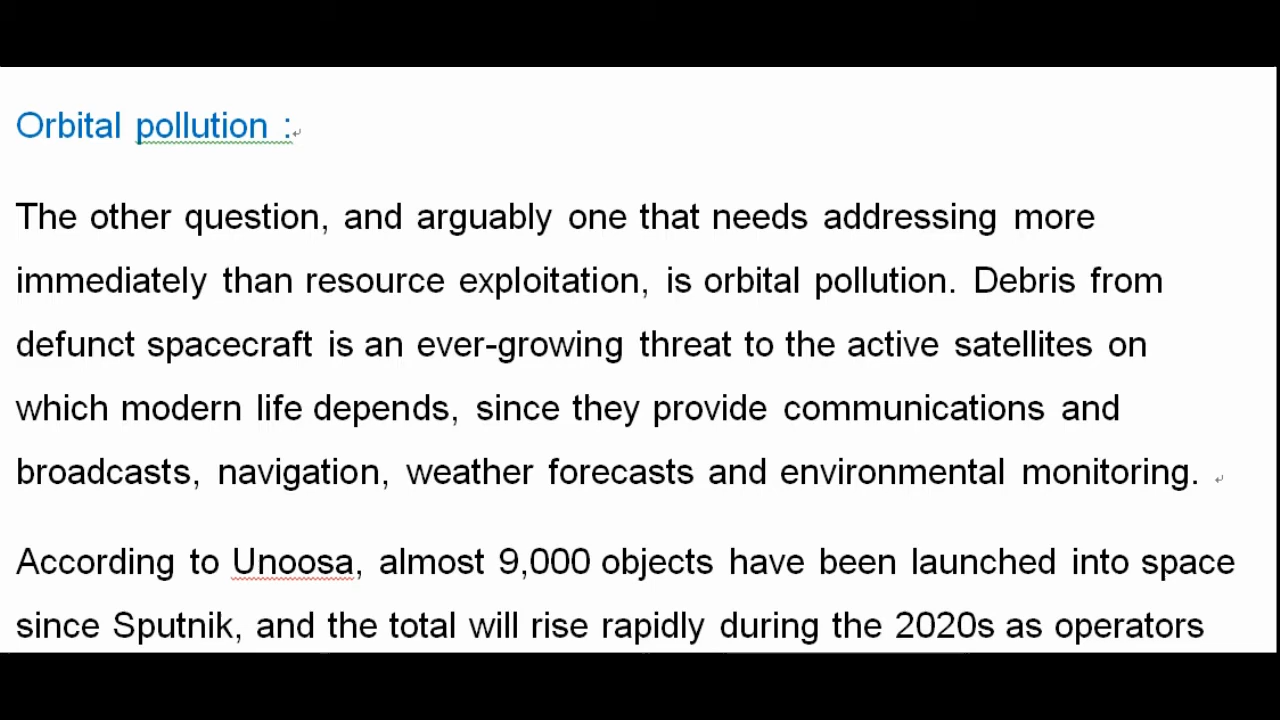 Orbital pollution :
The other question, and arguably one that needs addressing more
immediately than resource exploitation, is orbital pollution. Debris from
defunct spacecraft is an ever-growing threat to the active satellites on
which modern life depends, since they provide communications and
broadcasts, navigation, weather forecasts and environmental monitoring.
According to Unoosa, almost 9,000 objects have been launched into space
since Sputnik, and the total will rise rapidly during the 2020s as operators